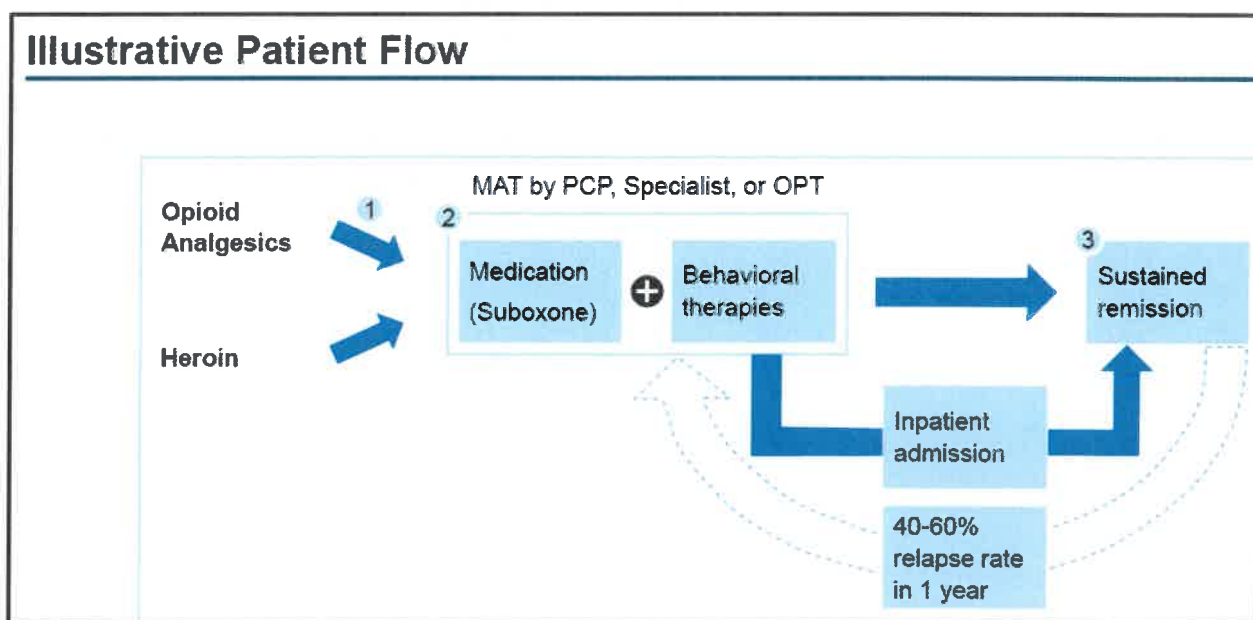 Illustrative Patient Flow
MAT by PCP, Specialist, or OPT
Opioid
Analgesics
1
2
3
Medication
(Suboxone)
+
Behavioral
therapies
Sustained
remission
Heroin
Inpatient
admission
40-60%
relapse rate
in 1 year